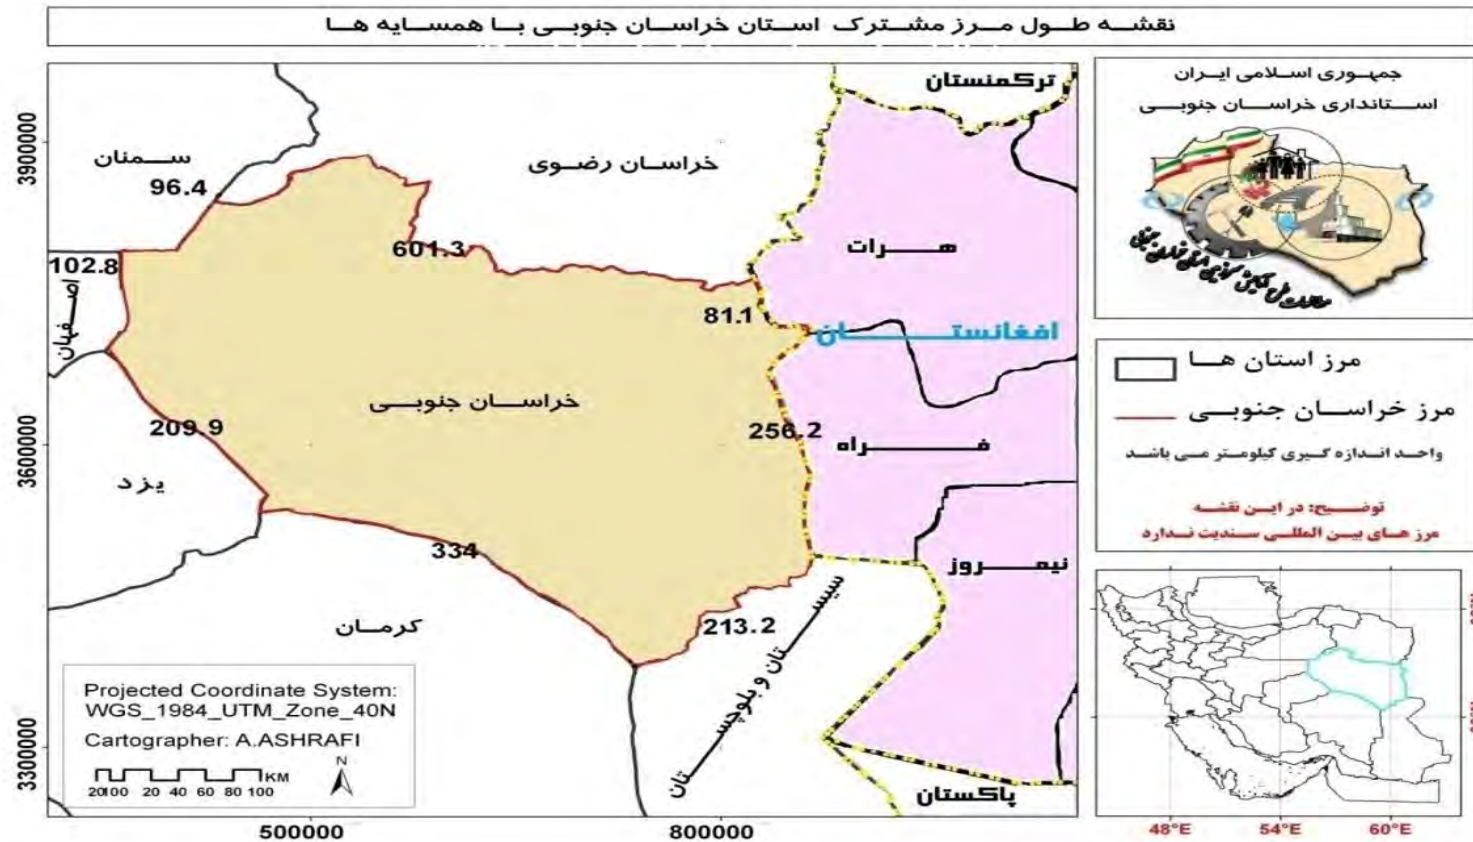 نقشه طول مرز مشترک استان خراسان جنوبی با همسایه ها
ترکمنستان
سمنان
96.4
خراسان رضوی
601.3
هرات
102.8
اصفهان
81.1
افغانستان
خراسان جنوبی
209.9
256.2
فراه
یزد
334
نیمروز
کرمان
213.2
سیستان و بلوچستان
پاکستان
3900000
3600000
3300000
500000
800000
Projected Coordinate System:
WGS_1984_UTM_Zone_40N
Cartographer: A.ASHRAFI
N
KM
20100 20 40 60 80 100
جمهوری اسلامی ایران
استانداری خراسان جنوبی
مرز استان ها
مرز خراسان جنوبی
واحد اندازه گیری کیلومتر می باشد
توضیح: در این نقشه
مرز های بین المللی سندیت ندارد
48°E 54°E 60°E